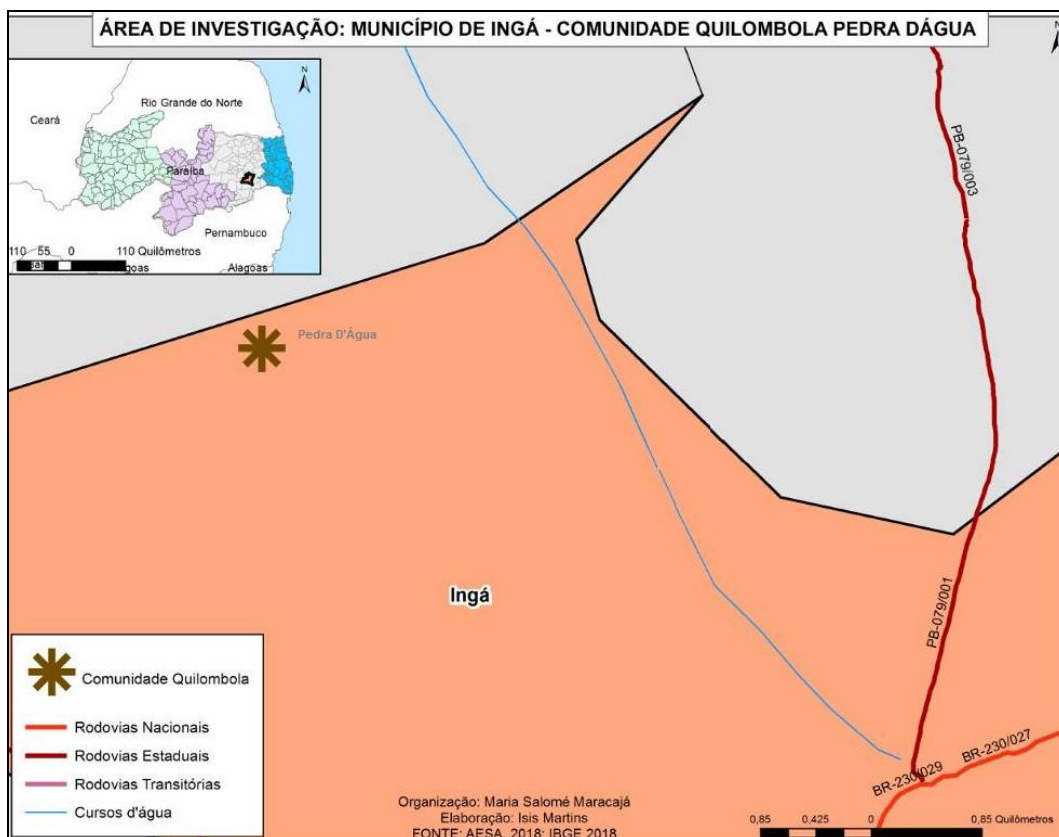 ÁREA DE INVESTIGAÇÃO: MUNICÍPIO DE INGÁ - COMUNIDADE QUILOMBOLA PEDRA DÁGUA
N
N
Rio Grande do Norte
Ceará
Paraíba
Pernambuco
110 55 0 110 Quilômetros
Alagoas
PB-079/003
Pedra D'Água
Ingá
PB-079/001
BR-230/027
BR-230/029
Comunidade Quilombola
Rodovias Nacionais
Rodovias Estaduais
Rodovias Transitórias
Cursos d'água
Organização: Maria Salomé Maracajá
Elaboração: Isis Martins
FONTE: AESA, 2018; IBGE 2018
0,85 0,425 0 0,85 Quilômetros